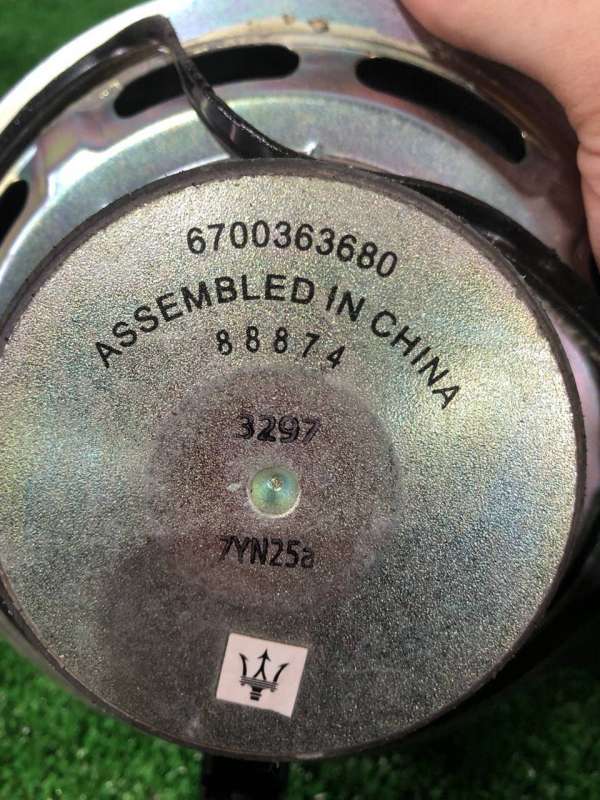 6700363680
ASSEMBLED IN CHINA
88874
3297
7YN25a